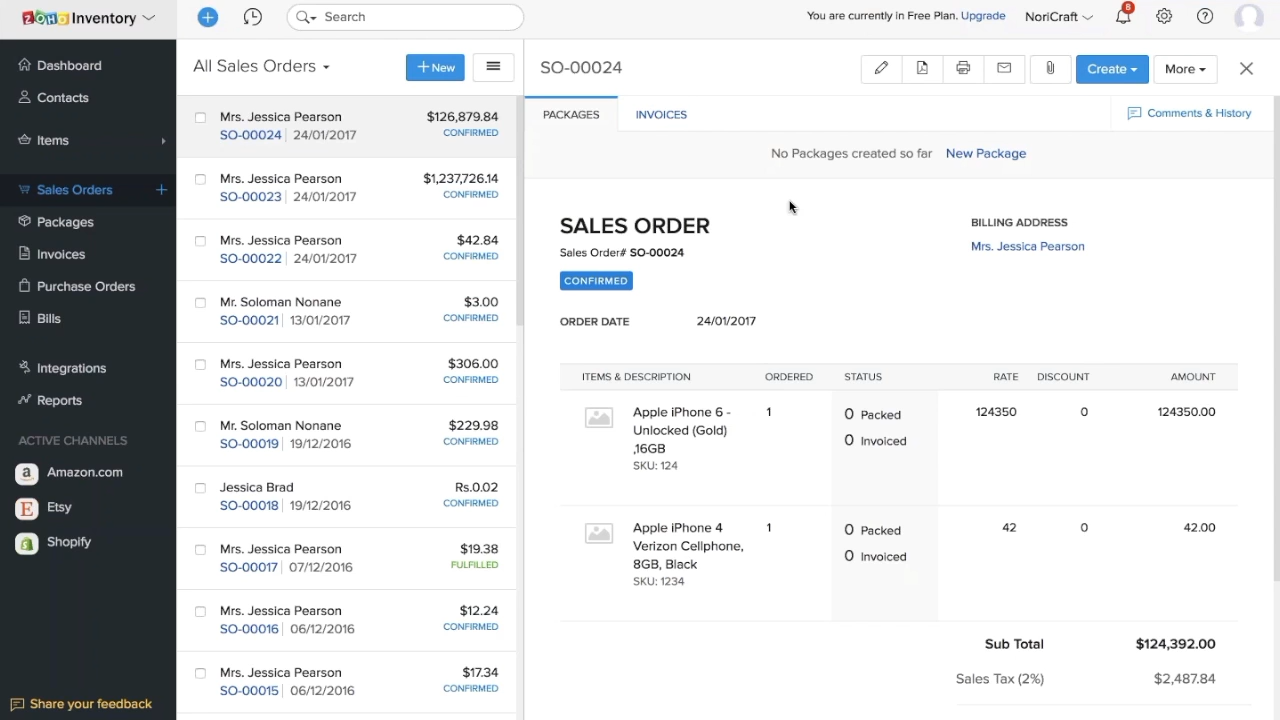 ZOHO Inventory
Search
You are currently in Free Plan. Upgrade
NoriCraft
8
Dashboard
Contacts
Items
Sales Orders
Packages
Invoices
Purchase Orders
Bills
Integrations
Reports
ACTIVE CHANNELS
Amazon.com
Etsy
Shopify
Share your feedback
All Sales Orders
+ New
Mrs. Jessica Pearson $126,879.84
SO-00024 | 24/01/2017 CONFIRMED
Mrs. Jessica Pearson $1,237,726.14
SO-00023 | 24/01/2017 CONFIRMED
Mrs. Jessica Pearson $42.84
SO-00022 | 24/01/2017 CONFIRMED
Mr. Soloman Nonane $3.00
SO-00021 | 13/01/2017 CONFIRMED
Mrs. Jessica Pearson $306.00
SO-00020 | 13/01/2017 CONFIRMED
Mr. Soloman Nonane $229.98
SO-00019 | 19/12/2016 CONFIRMED
Jessica Brad Rs.0.02
SO-00018 | 19/12/2016 CONFIRMED
Mrs. Jessica Pearson $19.38
SO-00017 | 07/12/2016 FULFILLED
Mrs. Jessica Pearson $12.24
SO-00016 | 06/12/2016 CONFIRMED
Mrs. Jessica Pearson $17.34
SO-00015 | 06/12/2016 CONFIRMED
SO-00024
Create
More
PACKAGES INVOICES
Comments & History
No Packages created so far New Package
SALES ORDER
Sales Order# SO-00024
CONFIRMED
BILLING ADDRESS
Mrs. Jessica Pearson
ORDER DATE 24/01/2017
ITEMS & DESCRIPTION ORDERED STATUS RATE DISCOUNT AMOUNT
Apple iPhone 6 - 1 0 Packed 124350 0 124350.00
Unlocked (Gold) 0 Invoiced
,16GB
SKU: 124
Apple iPhone 4 1 0 Packed 42 0 42.00
Verizon Cellphone, 0 Invoiced
8GB, Black
SKU: 1234
Sub Total $124,392.00
Sales Tax (2%) $2,487.84